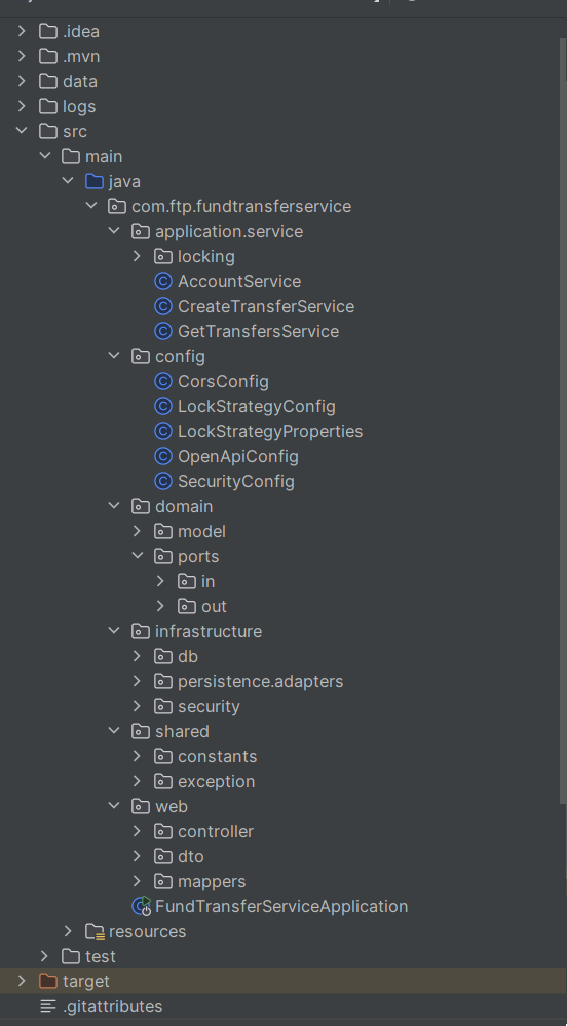 .idea
.mvn
data
logs
src
main
java
com.ftp.fundtransferservice
application.service
locking
AccountService
CreateTransferService
GetTransfersService
config
CorsConfig
LockStrategyConfig
LockStrategyProperties
OpenApiConfig
SecurityConfig
domain
model
ports
in
out
infrastructure
db
persistence.adapters
security
shared
constants
exception
web
controller
dto
mappers
FundTransferServiceApplication
resources
test
target
.gitattributes